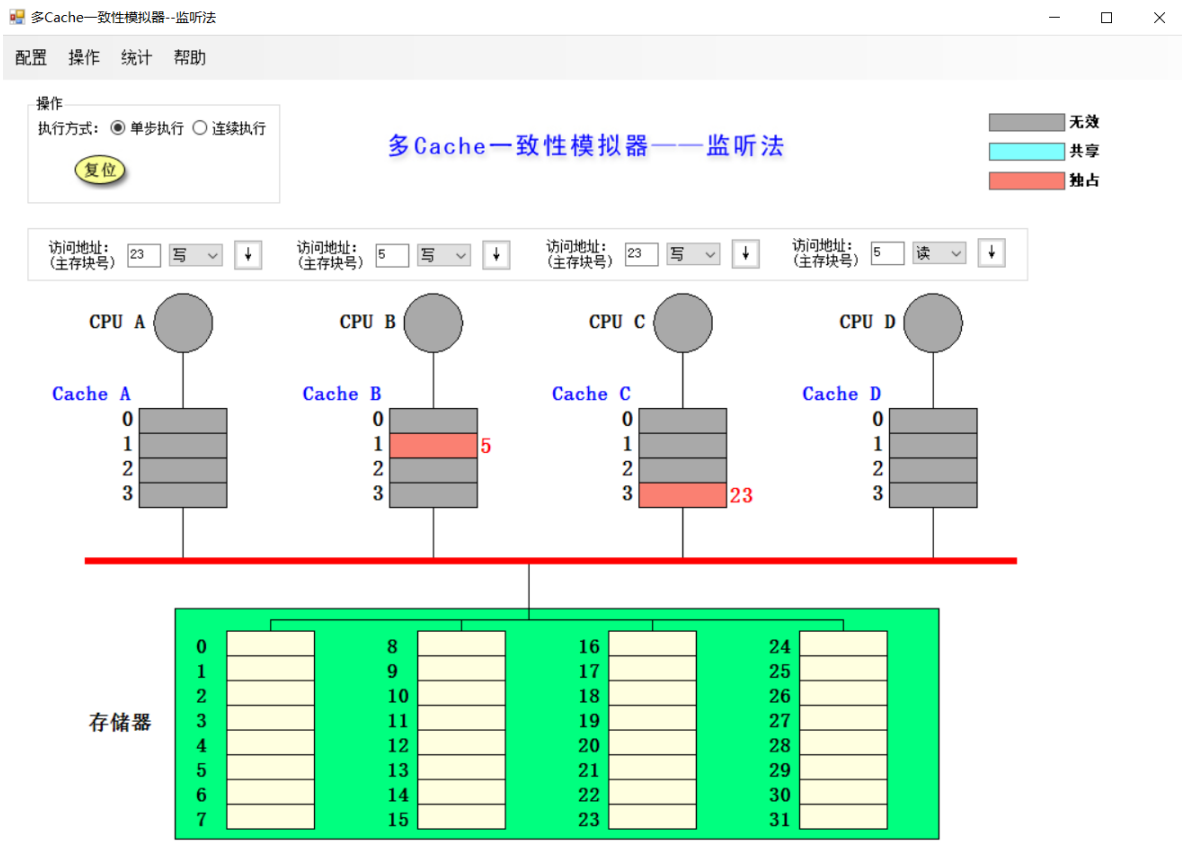 多Cache一致性模拟器--监听法
配置 操作 统计 帮助
操作
执行方式： 单步执行 连续执行
复位
多Cache一致性模拟器——监听法
无效
共享
独占
访问地址：
（主存块号） 23 写 ↓
访问地址：
（主存块号） 5 写 ↓
访问地址：
（主存块号） 23 写 ↓
访问地址：
（主存块号） 5 读 ↓
CPU A CPU B CPU C CPU D
Cache A Cache B Cache C Cache D
0 0 0 0
1 1 5 1 1
2 2 2 2
3 3 3 23 3
存储器
0 8 16 24
1 9 17 25
2 10 18 26
3 11 19 27
4 12 20 28
5 13 21 29
6 14 22 30
7 15 23 31